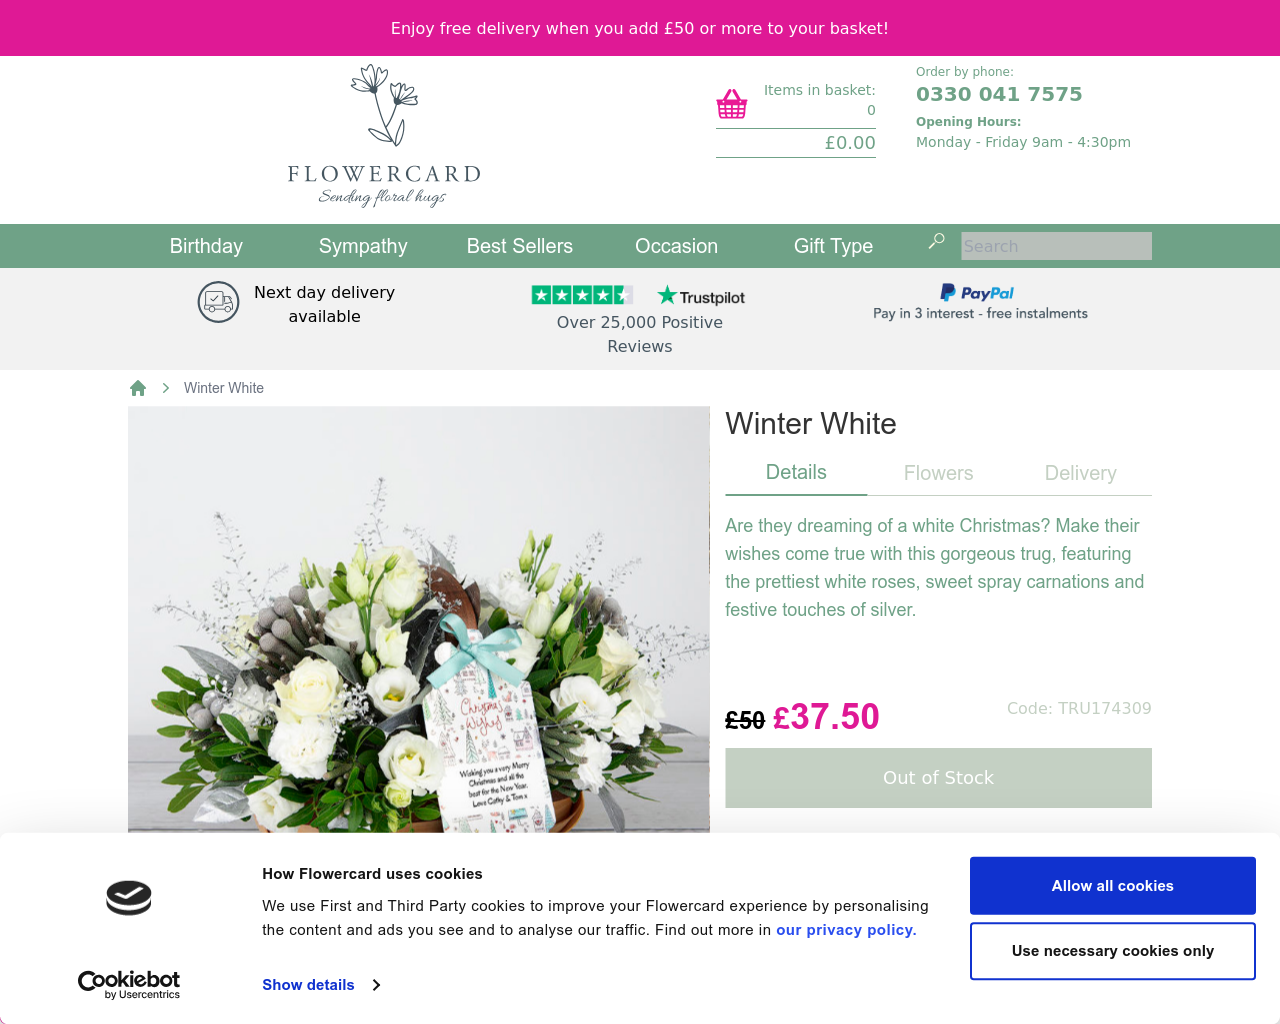 Enjoy free delivery when you add £50 or more to your basket!
FLOWERCARD
Sending floral hugs
Items in basket:
0
£0.00
Order by phone:
0330 041 7575
Opening Hours:
Monday - Friday 9am - 4:30pm
Birthday
Sympathy
Best Sellers
Occasion
Gift Type
Search
Next day delivery
available
Trustpilot
Over 25,000 Positive
Reviews
PayPal
Pay in 3 interest - free instalments
Winter White
Winter White
Details
Flowers
Delivery
Are they dreaming of a white Christmas? Make their
wishes come true with this gorgeous trug, featuring
the prettiest white roses, sweet spray carnations and
festive touches of silver.
Christmas
Wishes
Wishing you a very Merry
Christmas and all the
best for the New Year.
Love Cathy & Tom x
£50 £37.50
Code: TRU174309
Out of Stock
Cookiebot
by Usercentrics
How Flowercard uses cookies
We use First and Third Party cookies to improve your Flowercard experience by personalising
the content and ads you see and to analyse our traffic. Find out more in our privacy policy.
Show details
Allow all cookies
Use necessary cookies only